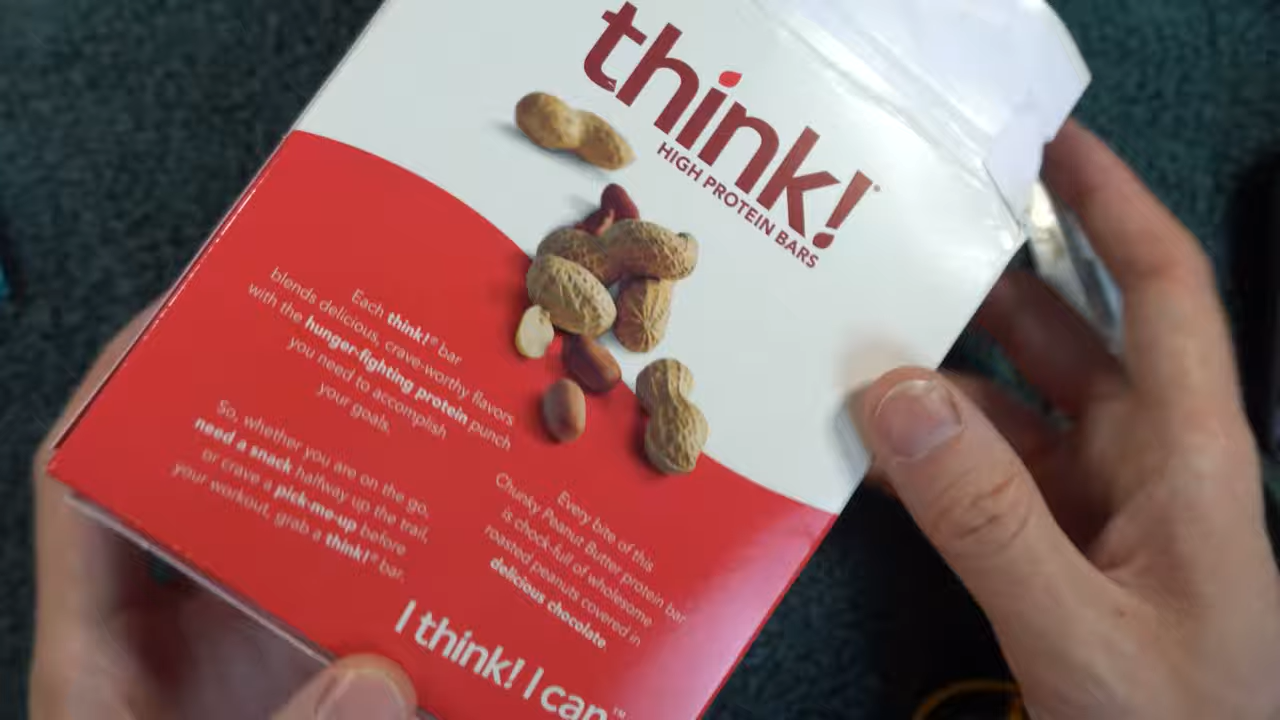 think!
HIGH PROTEIN BARS
Each think!® bar
blends delicious, crave-worthy flavors
with the hunger-fighting protein punch
you need to accomplish
your goals.
So, whether you are on the go,
need a snack halfway up the trail,
or crave a pick-me-up before
your workout, grab a think!® bar.
Every bite of this
Chunky Peanut Butter protein bar
is chock-full of wholesome
roasted peanuts covered in
delicious chocolate.
I think! I can™